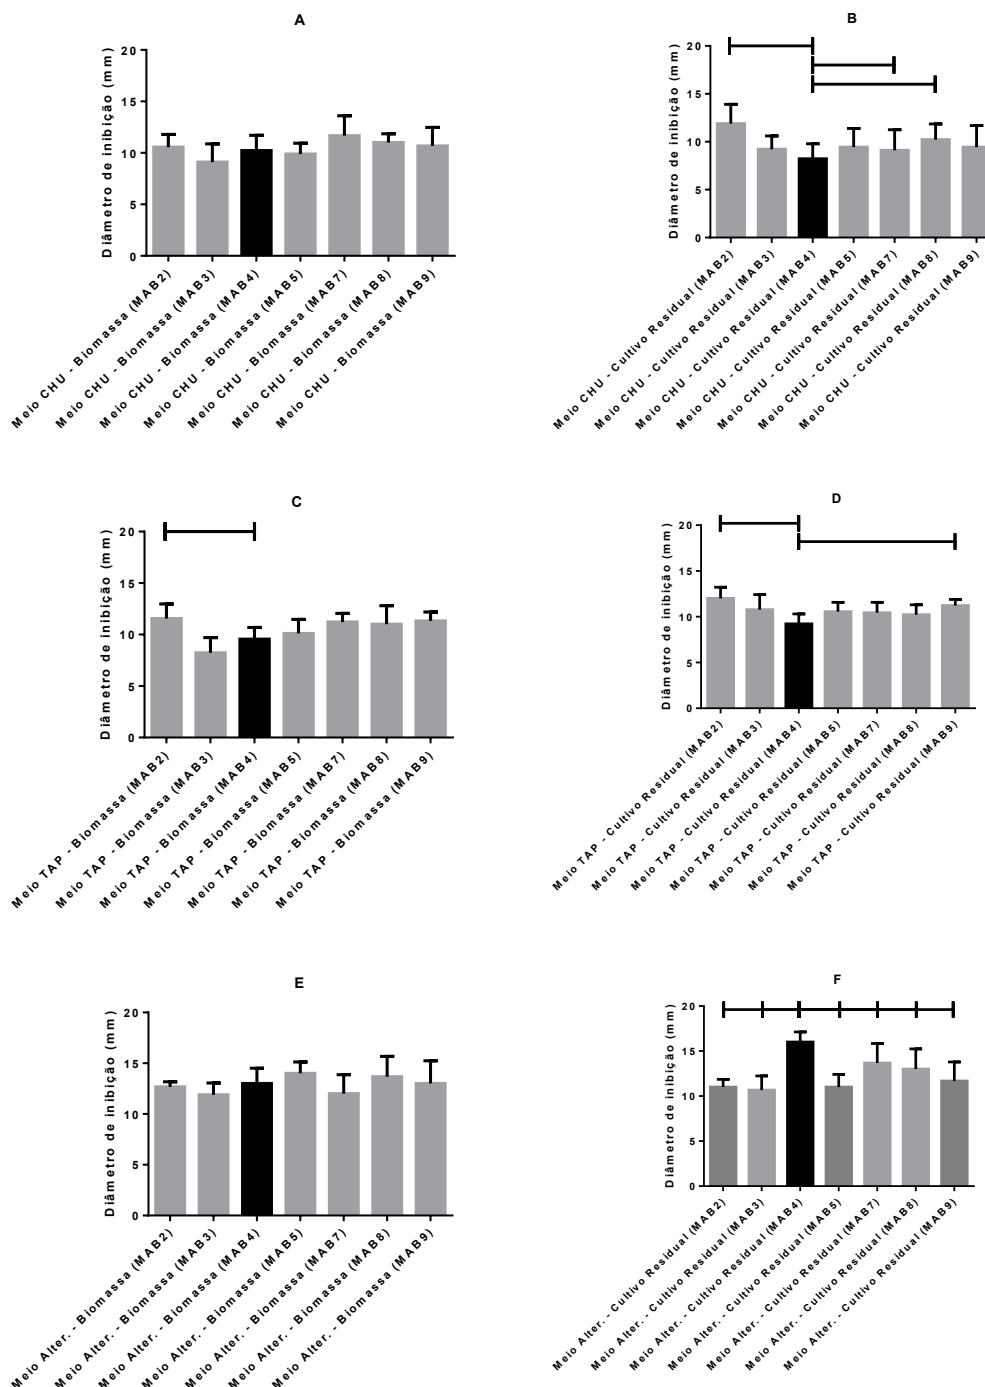 A
Diâmetro de inibição (mm)
20
15
10
5
0
Meio CHU - Biomassa (MAB2)
Meio CHU - Biomassa (MAB3)
Meio CHU - Biomassa (MAB4)
Meio CHU - Biomassa (MAB5)
Meio CHU - Biomassa (MAB7)
Meio CHU - Biomassa (MAB8)
Meio CHU - Biomassa (MAB9)
B
Diâmetro de inibição (mm)
20
15
10
5
0
Meio CHU - Cultivo Residual (MAB2)
Meio CHU - Cultivo Residual (MAB3)
Meio CHU - Cultivo Residual (MAB4)
Meio CHU - Cultivo Residual (MAB5)
Meio CHU - Cultivo Residual (MAB7)
Meio CHU - Cultivo Residual (MAB8)
Meio CHU - Cultivo Residual (MAB9)
C
Diâmetro de inibição (mm)
20
15
10
5
0
Meio TAP - Biomassa (MAB2)
Meio TAP - Biomassa (MAB3)
Meio TAP - Biomassa (MAB4)
Meio TAP - Biomassa (MAB5)
Meio TAP - Biomassa (MAB7)
Meio TAP - Biomassa (MAB8)
Meio TAP - Biomassa (MAB9)
D
Diâmetro de inibição (mm)
20
15
10
5
0
Meio TAP - Cultivo Residual (MAB2)
Meio TAP - Cultivo Residual (MAB3)
Meio TAP - Cultivo Residual (MAB4)
Meio TAP - Cultivo Residual (MAB5)
Meio TAP - Cultivo Residual (MAB7)
Meio TAP - Cultivo Residual (MAB8)
Meio TAP - Cultivo Residual (MAB9)
E
Diâmetro de inibição (mm)
20
15
10
5
0
Meio Alter. - Biomassa (MAB2)
Meio Alter. - Biomassa (MAB3)
Meio Alter. - Biomassa (MAB4)
Meio Alter. - Biomassa (MAB5)
Meio Alter. - Biomassa (MAB7)
Meio Alter. - Biomassa (MAB8)
Meio Alter. - Biomassa (MAB9)
F
Diâmetro de inibição (mm)
20
15
10
5
0
Meio Alter. - Cultivo Residual (MAB2)
Meio Alter. - Cultivo Residual (MAB3)
Meio Alter. - Cultivo Residual (MAB4)
Meio Alter. - Cultivo Residual (MAB5)
Meio Alter. - Cultivo Residual (MAB7)
Meio Alter. - Cultivo Residual (MAB8)
Meio Alter. - Cultivo Residual (MAB9)